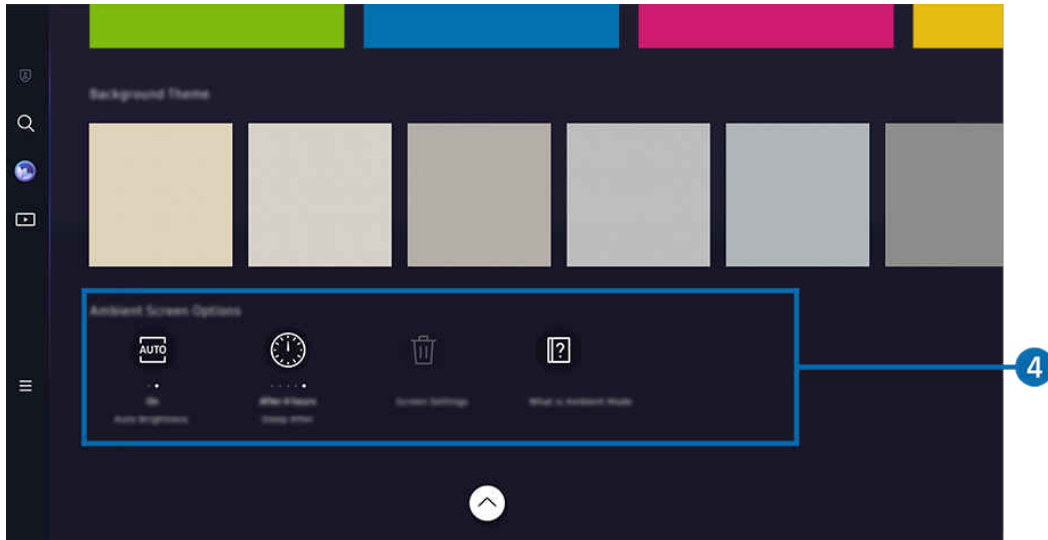 Background Theme
Ambient Screen Options
AUTO
?
On
After 8 hours
Screen Settings
What is Ambient Mode
Auto Brightness
Sleep After
4